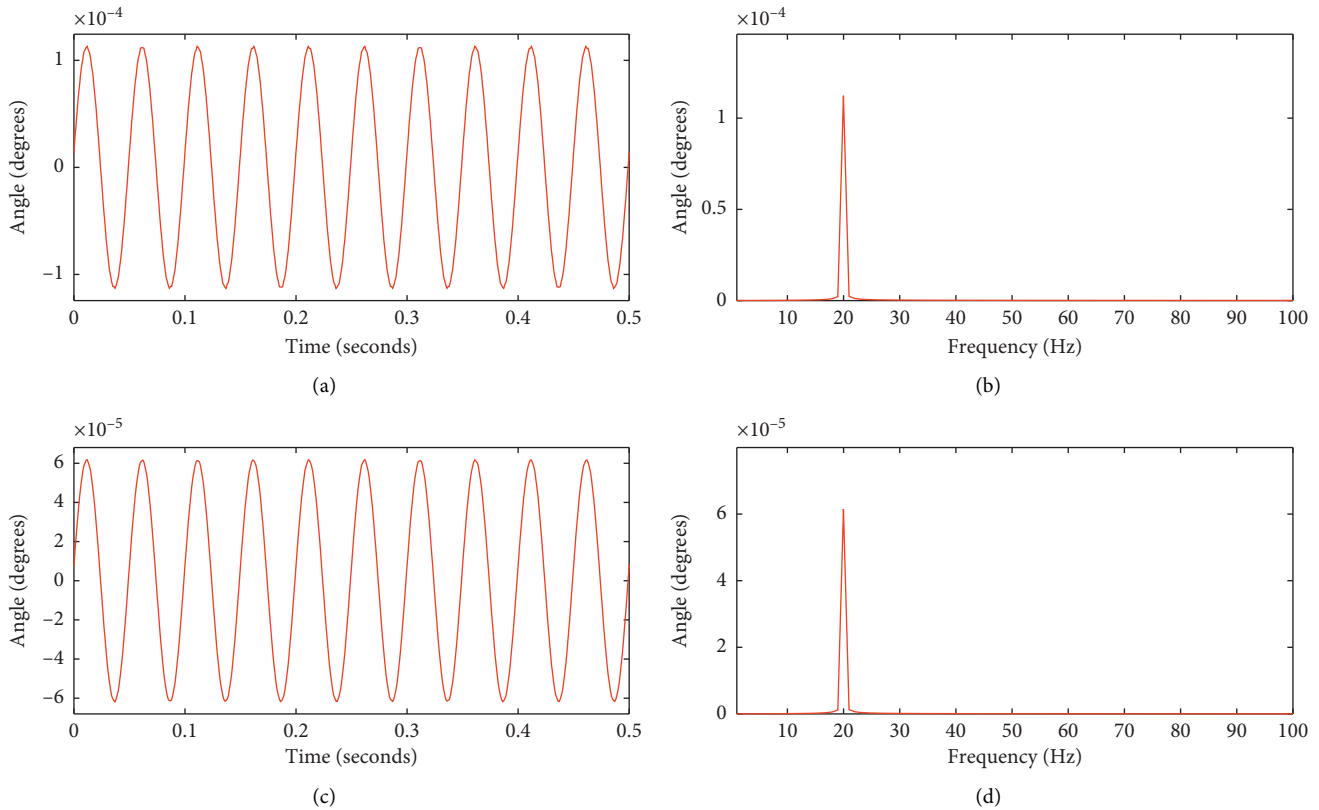 ×10⁻⁴
1
0
−1
Angle (degrees)
0 0.1 0.2 0.3 0.4 0.5
Time (seconds)
(a)
×10⁻⁴
1
0.5
0
Angle (degrees)
10 20 30 40 50 60 70 80 90 100
Frequency (Hz)
(b)
×10⁻⁵
6
4
2
0
−2
−4
−6
Angle (degrees)
0 0.1 0.2 0.3 0.4 0.5
Time (seconds)
(c)
×10⁻⁵
6
4
2
0
Angle (degrees)
10 20 30 40 50 60 70 80 90 100
Frequency (Hz)
(d)